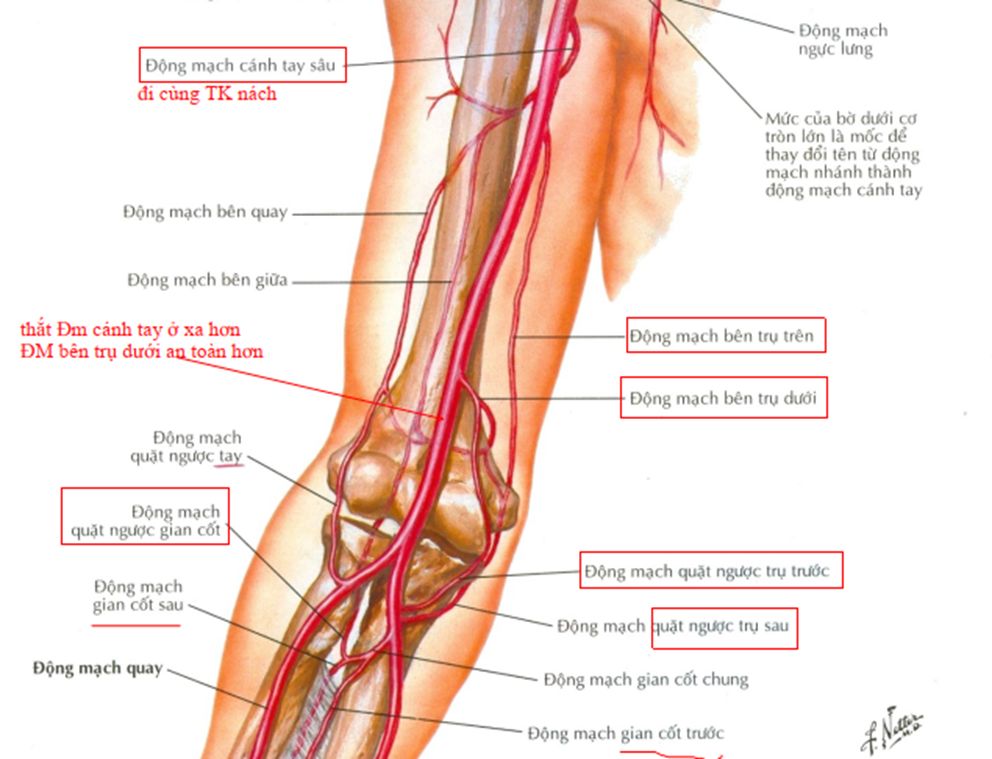 Động mạch
ngực lưng
Động mạch cánh tay sâu
đi cùng TK nách
Mức của bờ dưới cơ
tròn lớn là mốc để
thay đổi tên từ động
mạch nhánh thành
động mạch cánh tay
Động mạch bên quay
Động mạch bên giữa
thắt Đm cánh tay ở xa hơn
ĐM bên trụ dưới an toàn hơn
Động mạch bên trụ trên
Động mạch bên trụ dưới
Động mạch
quặt ngược tay
Động mạch
quặt ngược gian cốt
Động mạch quặt ngược trụ trước
Động mạch
gian cốt sau
Động mạch quặt ngược trụ sau
Động mạch quay
Động mạch gian cốt chung
Động mạch gian cốt trước
F. Netter
M.D.